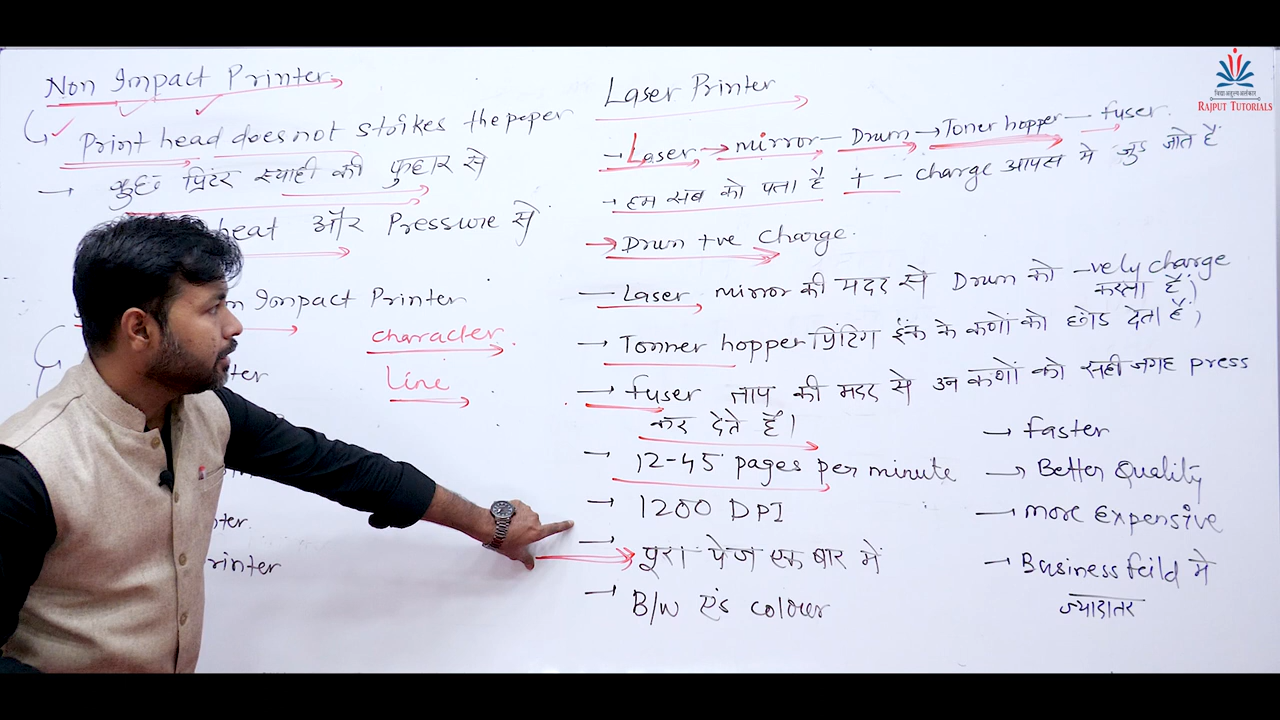 Non Impact Printer
Print head does not strikes the paper
→ कुछ प्रिंटर स्याही की फुहार से
heat और Pressure से
Impact Printer
character
Line
nter.
rinter
Laser Printer
→ Laser → mirror – Drum → Toner hopper – fuser.
→ हम सब को पता है + - charge आपस मे जुड जाते हैं
→ Drum +ve Charge.
– Laser mirror की मदद से Drum को -vely charge
करता है।
→ Tonner hopper प्रिंटिग ईंक के कणों को छोड देता है।
→ fuser ताप की मदद से उन कणों को सही जगह press
कर देते हैं।
→ 12-45 pages per minute
→ 1200 DPI
→ पूरा पेज एक बार मे
→ B/W एंड colour
→ faster
→ Better Quality
→ more Expensive
→ Business feild मे
ज्यादातर
विद्या अतुल्य अलंकार
RAJPUT TUTORIALS